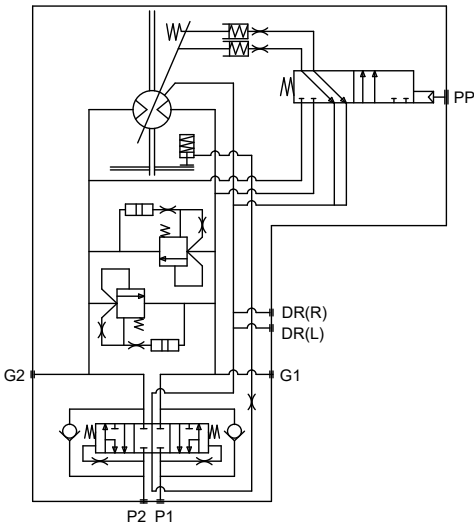 PP
DR(R)
DR(L)
G2
G1
P2 P1